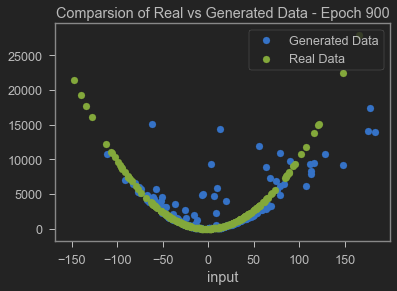 Comparsion of Real vs Generated Data - Epoch 900
Generated Data
Real Data
25000
20000
15000
10000
5000
0
−150 −100 −50 0 50 100 150
input